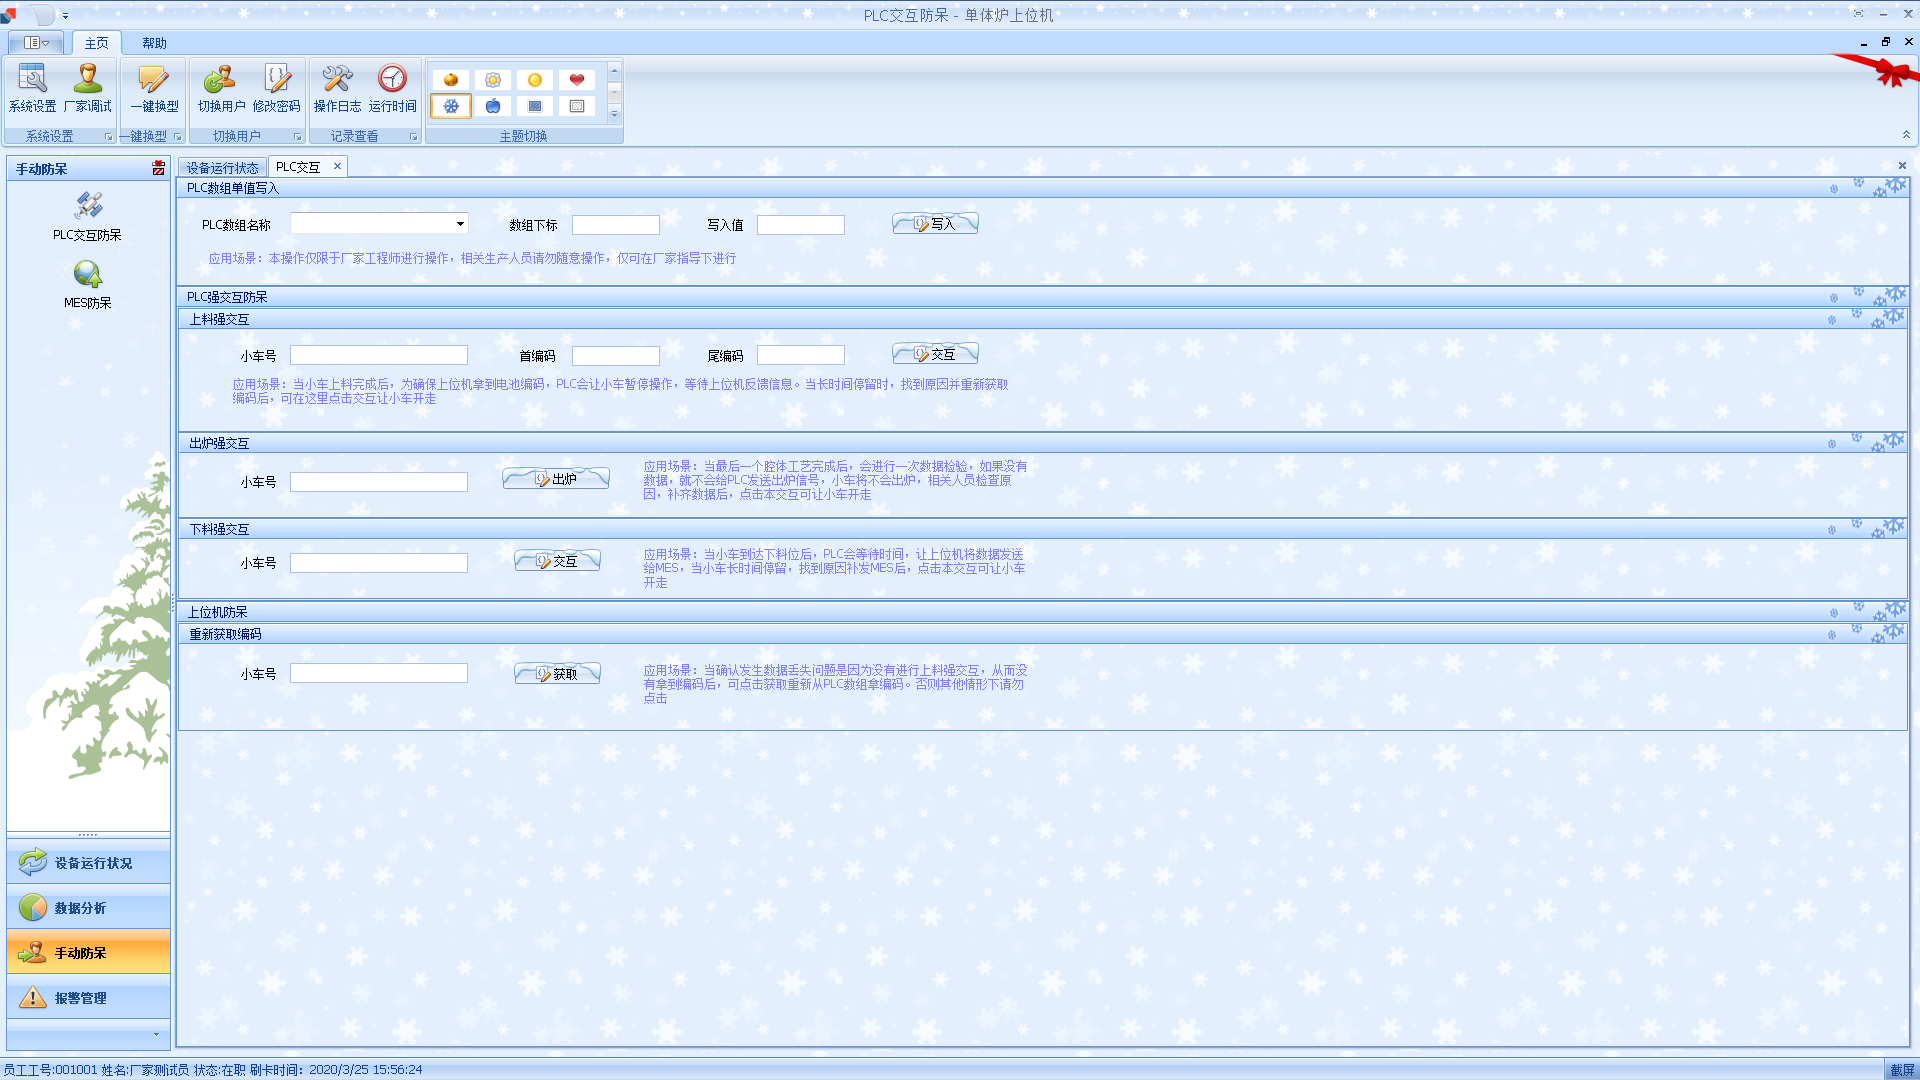 PLC交互防呆 - 单体炉上位机
主页
帮助
系统设置
厂家调试
一键换型
切换用户
修改密码
操作日志
运行时间
系统设置
一键换型
切换用户
记录查看
主题切换
手动防呆
PLC交互防呆
MES防呆
设备运行状况
数据分析
手动防呆
报警管理
设备运行状态
PLC交互
PLC数组单值写入
PLC数组名称
数组下标
写入值
写入
应用场景：本操作仅限于厂家工程师进行操作，相关生产人员请勿随意操作，仅可在厂家指导下进行
PLC强交互防呆
上料强交互
小车号
首编码
尾编码
交互
应用场景：当小车上料完成后，为确保上位机拿到电池编码，PLC会让小车暂停操作，等待上位机反馈信息。当长时间停留时，找到原因并重新获取
编码后，可在这里点击交互让小车开走
出炉强交互
小车号
出炉
应用场景：当最后一个腔体工艺完成后，会进行一次数据检验，如果没有
数据，就不会给PLC发送出炉信号，小车将不会出炉，相关人员检查原
因，补齐数据后，点击本交互可让小车开走
下料强交互
小车号
交互
应用场景：当小车到达下料位后，PLC会等待时间，让上位机将数据发送
给MES，当小车长时间停留，找到原因补发MES后，点击本交互可让小车
开走
上位机防呆
重新获取编码
小车号
获取
应用场景：当确认发生数据丢失问题是因为没有进行上料强交互，从而没
有拿到编码后，可点击获取重新从PLC数组拿编码。否则其他情形下请勿
点击
员工工号:001001 姓名:厂家测试员 状态:在职 刷卡时间：2020/3/25 15:56:24
截屏